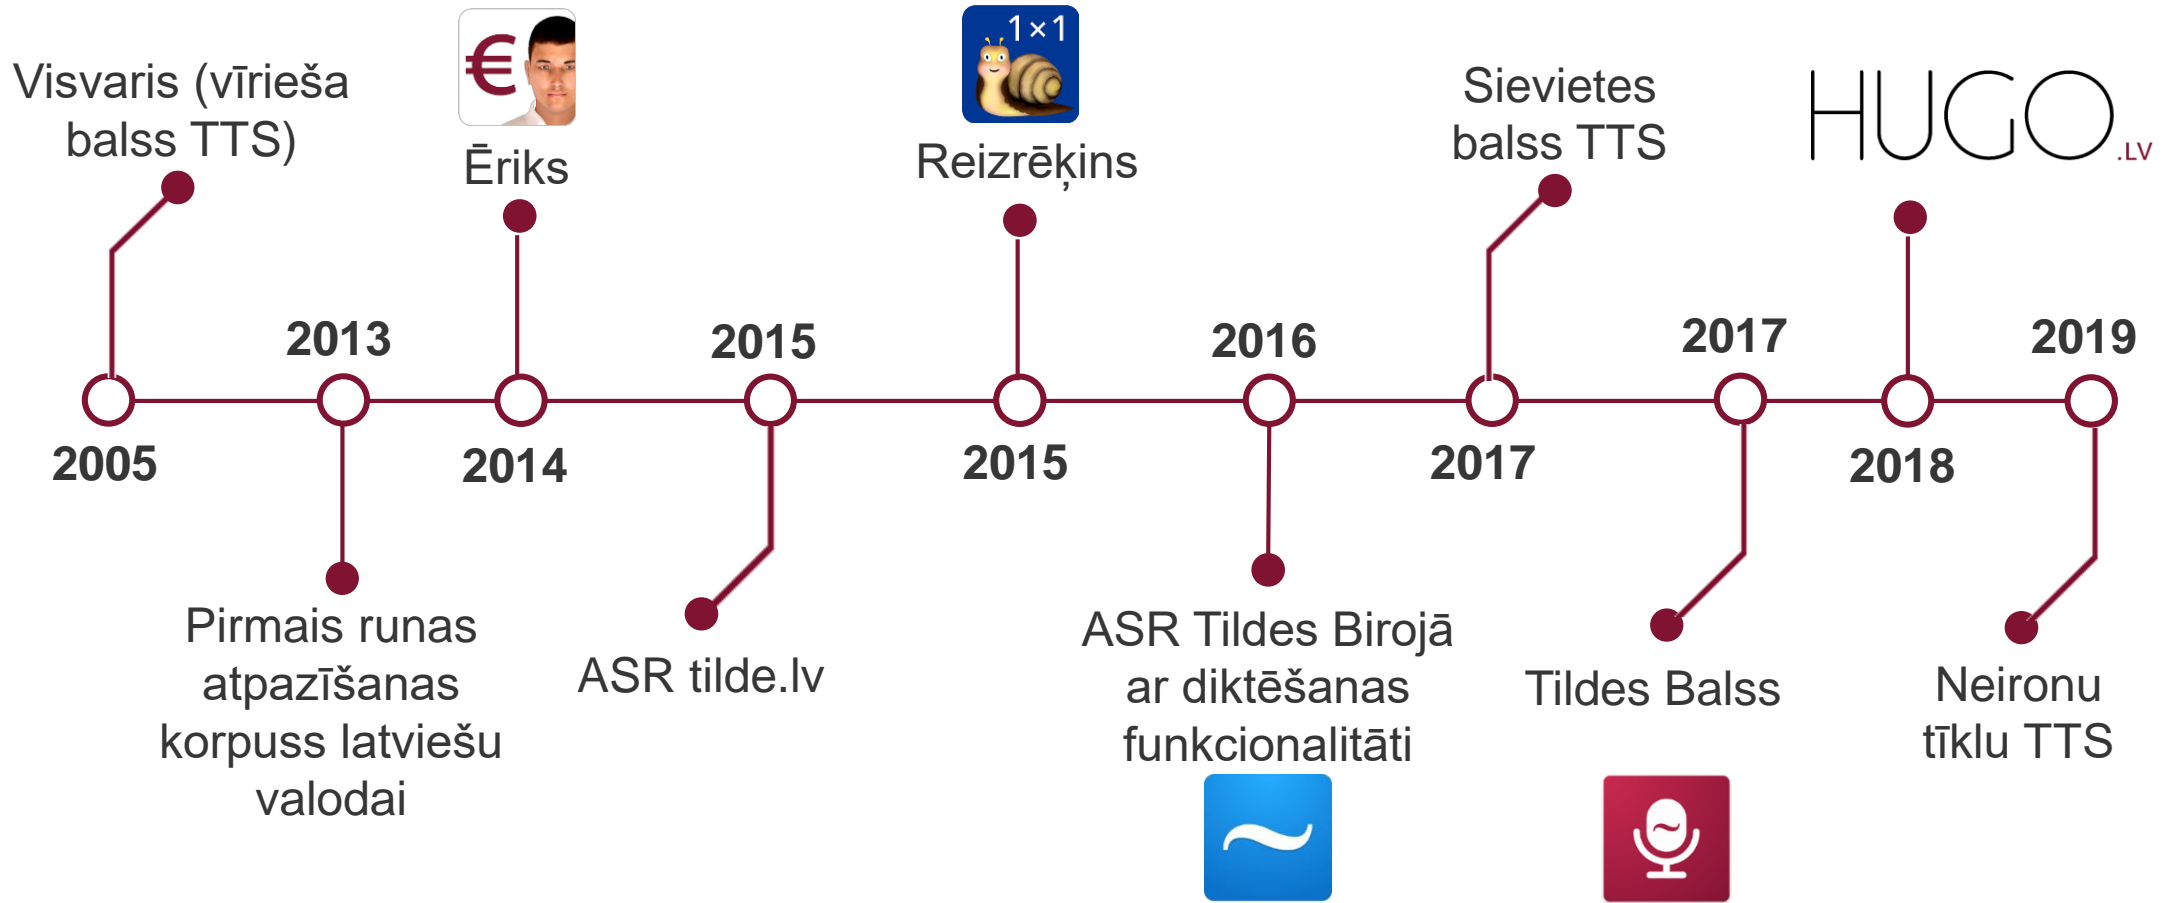 Visvaris (vīrieša
balss TTS)
2005
2013
Pirmais runas
atpazīšanas
korpuss latviešu
valodai
€
Ēriks
2014
2015
ASR tilde.lv
1×1
Reizrēķins
2015
2016
ASR Tildes Birojā
ar diktēšanas
funkcionalitāti
Sievietes
balss TTS
2017
2017
Tildes Balss
HUGO.LV
2018
2019
Neironu
tīklu TTS